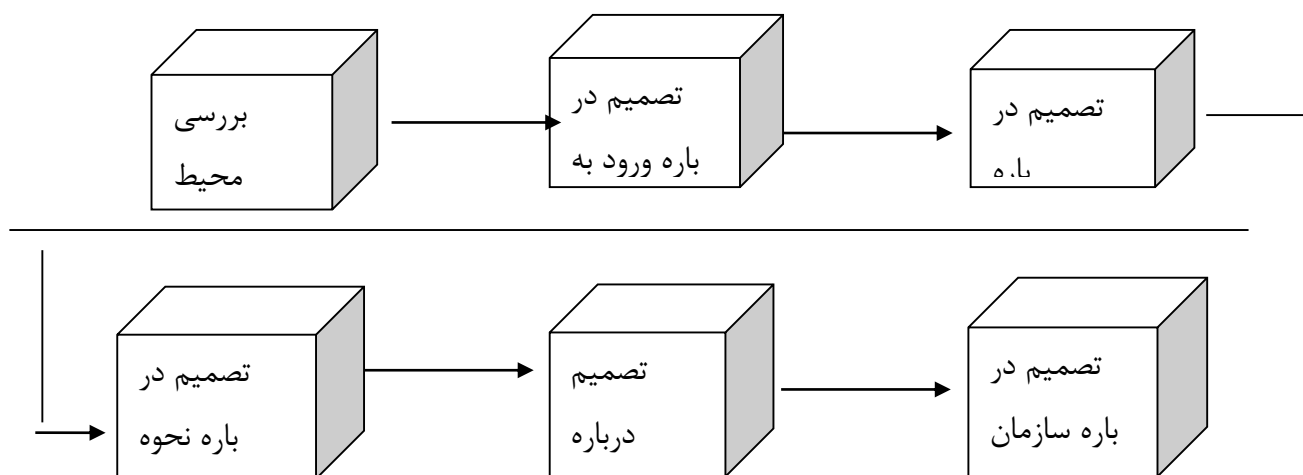 بررسی
محیط
تصمیم در
باره ورود به
تصمیم در
باره
تصمیم در
باره نحوه
تصمیم
درباره
تصمیم در
باره سازمان